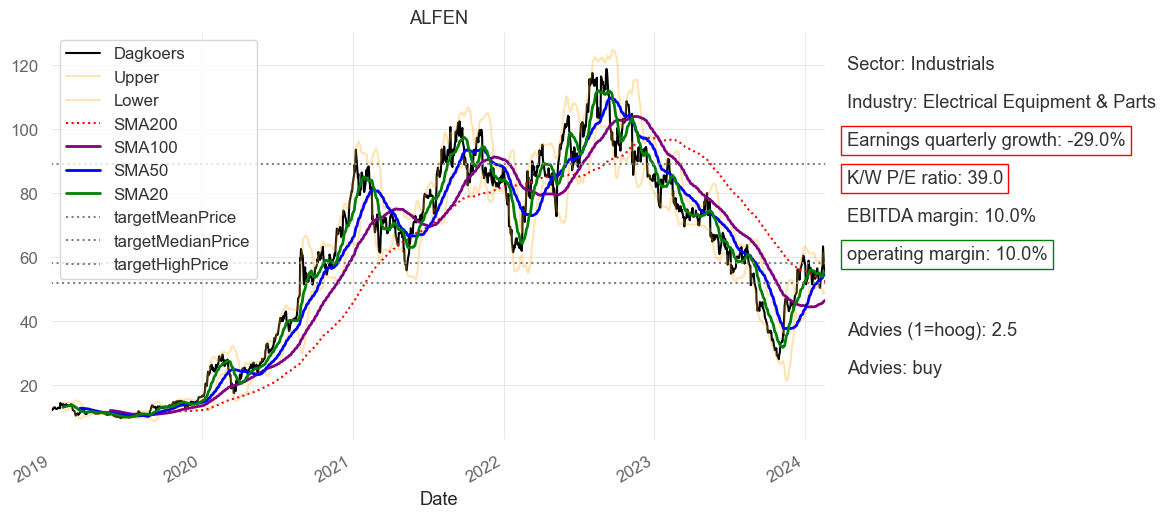 ALFEN
Dagkoers
Upper
Lower
SMA200
SMA100
SMA50
SMA20
targetMeanPrice
targetMedianPrice
targetHighPrice
120
100
80
60
40
20
2019
2020
2021
2022
2023
2024
Date
Sector: Industrials
Industry: Electrical Equipment & Parts
Earnings quarterly growth: -29.0%
K/W P/E ratio: 39.0
EBITDA margin: 10.0%
operating margin: 10.0%
Advies (1=hoog): 2.5
Advies: buy